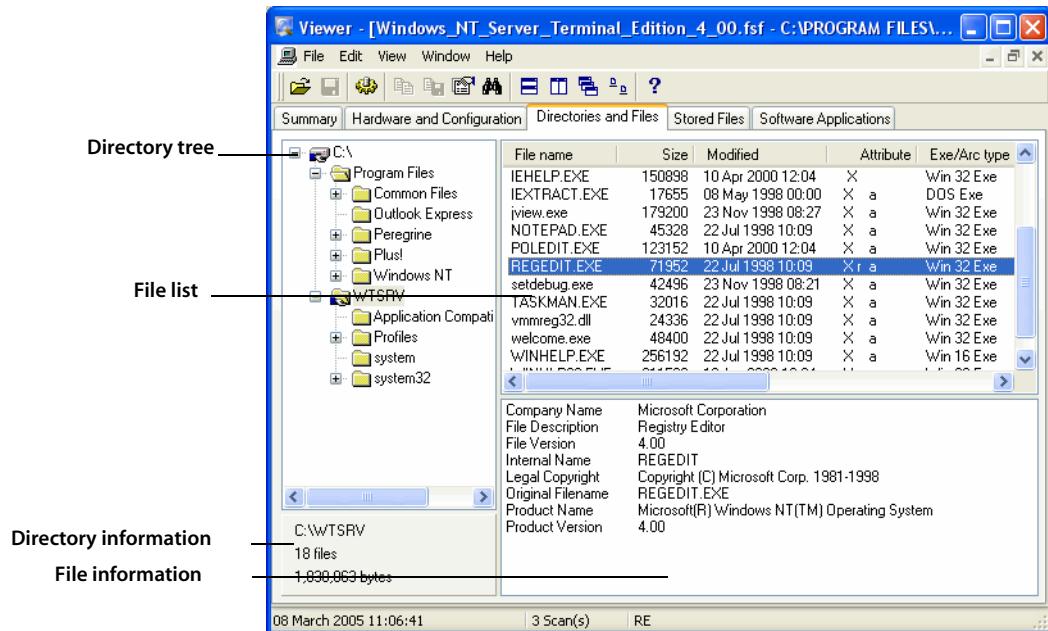 Viewer - [Windows_NT_Server_Terminal_Edition_4_00.fsf - C:\PROGRAM FILES\...
File Edit View Window Help
?
Summary Hardware and Configuration Directories and Files Stored Files Software Applications
Directory tree
C:\
Program Files
Common Files
Outlook Express
Peregrine
Plus!
Windows NT
File list
WTSRV
Application Compati
Profiles
system
system32
File name Size Modified Attribute Exe/Arc type
IEHELP.EXE 150898 10 Apr 2000 12:04 X Win 32 Exe
IEXTRACT.EXE 17655 08 May 1998 00:00 X a DOS Exe
jview.exe 179200 23 Nov 1998 08:27 X a Win 32 Exe
NOTEPAD.EXE 45328 22 Jul 1998 10:09 X a Win 32 Exe
POLEDIT.EXE 123152 10 Apr 2000 12:04 X a Win 32 Exe
REGEDIT.EXE 71952 22 Jul 1998 10:09 X r a Win 32 Exe
setdebug.exe 42496 23 Nov 1998 08:21 X a Win 32 Exe
TASKMAN.EXE 32016 22 Jul 1998 10:09 X a Win 32 Exe
vmmreg32.dll 24336 22 Jul 1998 10:09 X a Win 32 Exe
welcome.exe 48400 22 Jul 1998 10:09 X a Win 32 Exe
WINHELP.EXE 256192 22 Jul 1998 10:09 X a Win 16 Exe
Company Name Microsoft Corporation
File Description Registry Editor
File Version 4.00
Internal Name REGEDIT
Legal Copyright Copyright (C) Microsoft Corp. 1981-1998
Original Filename REGEDIT.EXE
Product Name Microsoft(R) Windows NT(TM) Operating System
Product Version 4.00
Directory information
C:\WTSRV
18 files
File information
1,838,063 bytes
08 March 2005 11:06:41 3 Scan(s) RE